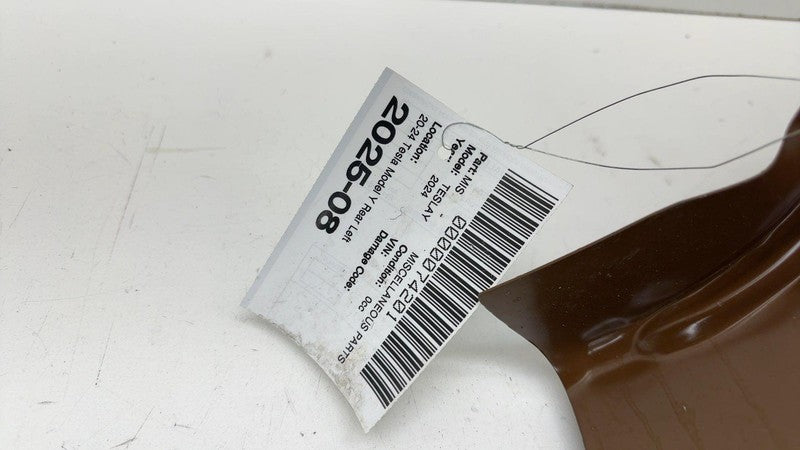 0000074201
Part: MIS MISCELLANEOUS PARTS
Model: TESLAY Condition: OCC
Year: 2024 VIN:
Location: Damage Code:
20-24 Tesla Model Y Rear Left
2025-08